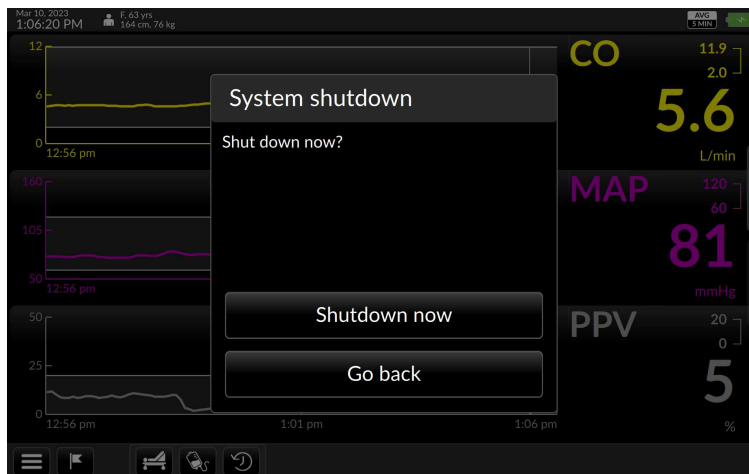 Mar 10, 2023
1:06:20 PM
F, 63 yrs
164 cm, 76 kg
AVG
5 MIN
12
6
0
12:56 pm
CO
11.9
2.0
5.6
L/min
System shutdown
Shut down now?
Shutdown now
Go back
160
105
50
12:56 pm
MAP
120
60
81
mmHg
50
25
0
12:56 pm
1:01 pm
1:06 pm
PPV
20
0
5
%